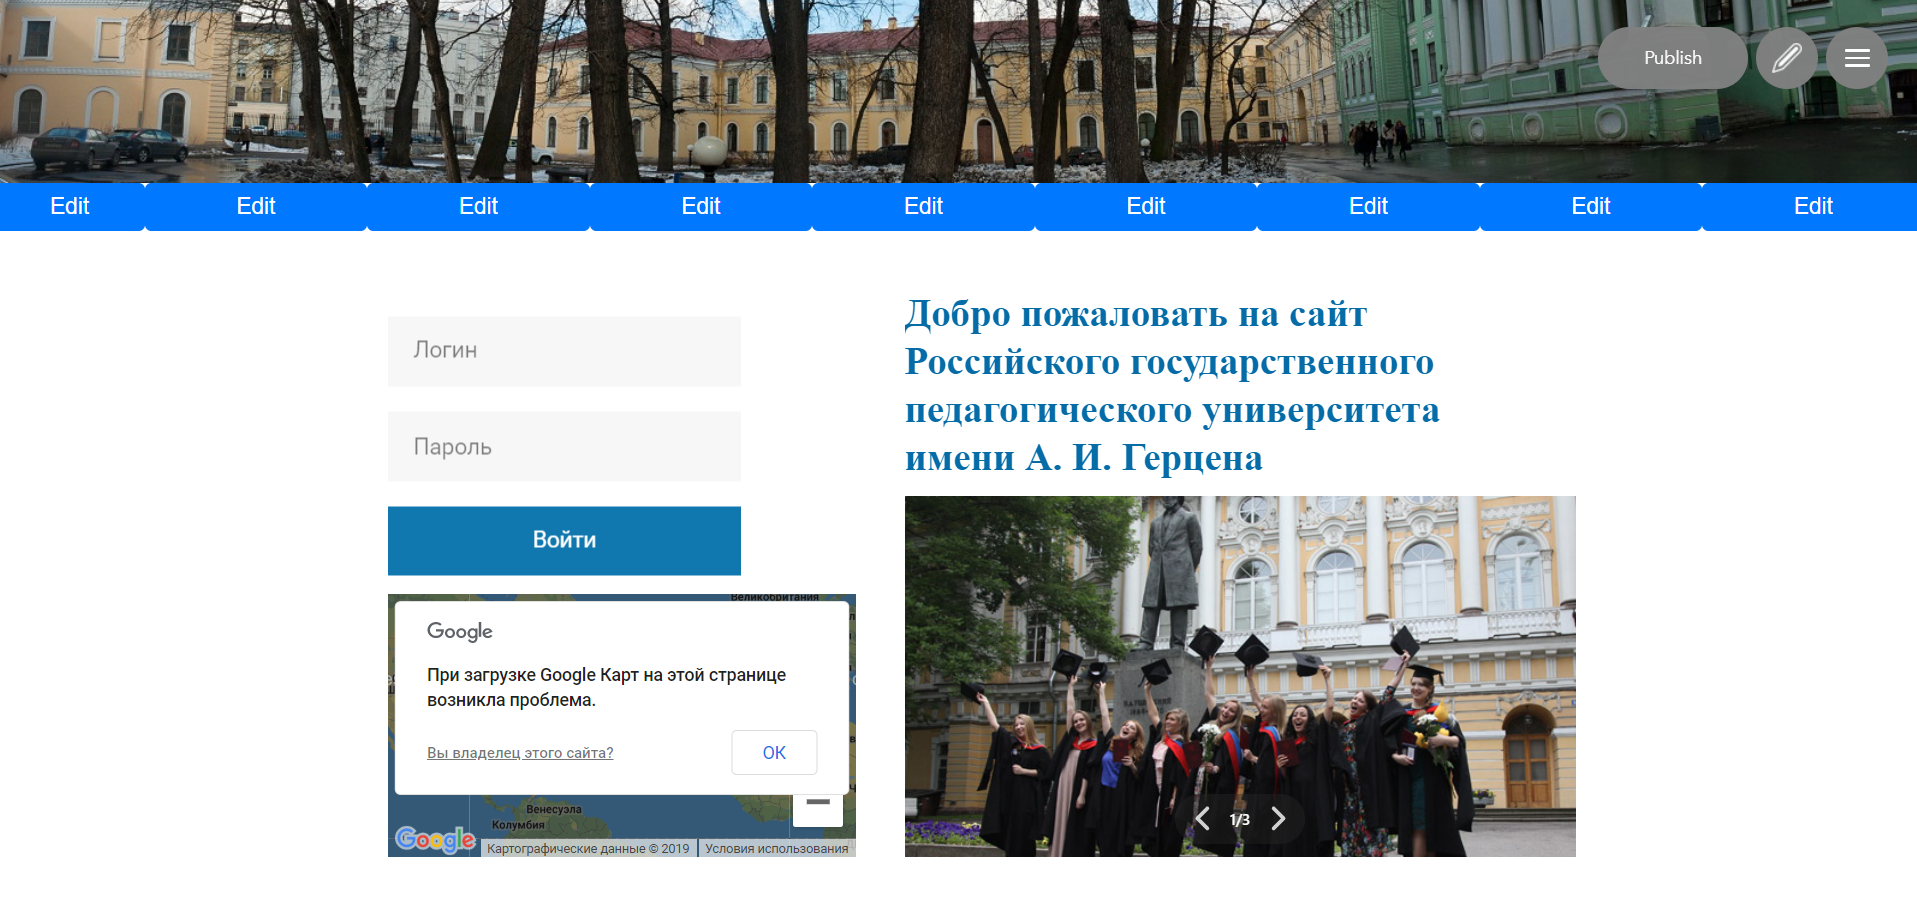 Publish
Edit Edit Edit Edit Edit Edit Edit Edit Edit
Логин
Пароль
Войти
Добро пожаловать на сайт
Российского государственного
педагогического университета
имени А. И. Герцена
Великобритания
Google
При загрузке Google Карт на этой странице
возникла проблема.
Вы владелец этого сайта?
ОК
Венесуэла
Колумбия
Google
Картографические данные © 2019
Условия использования
1/3